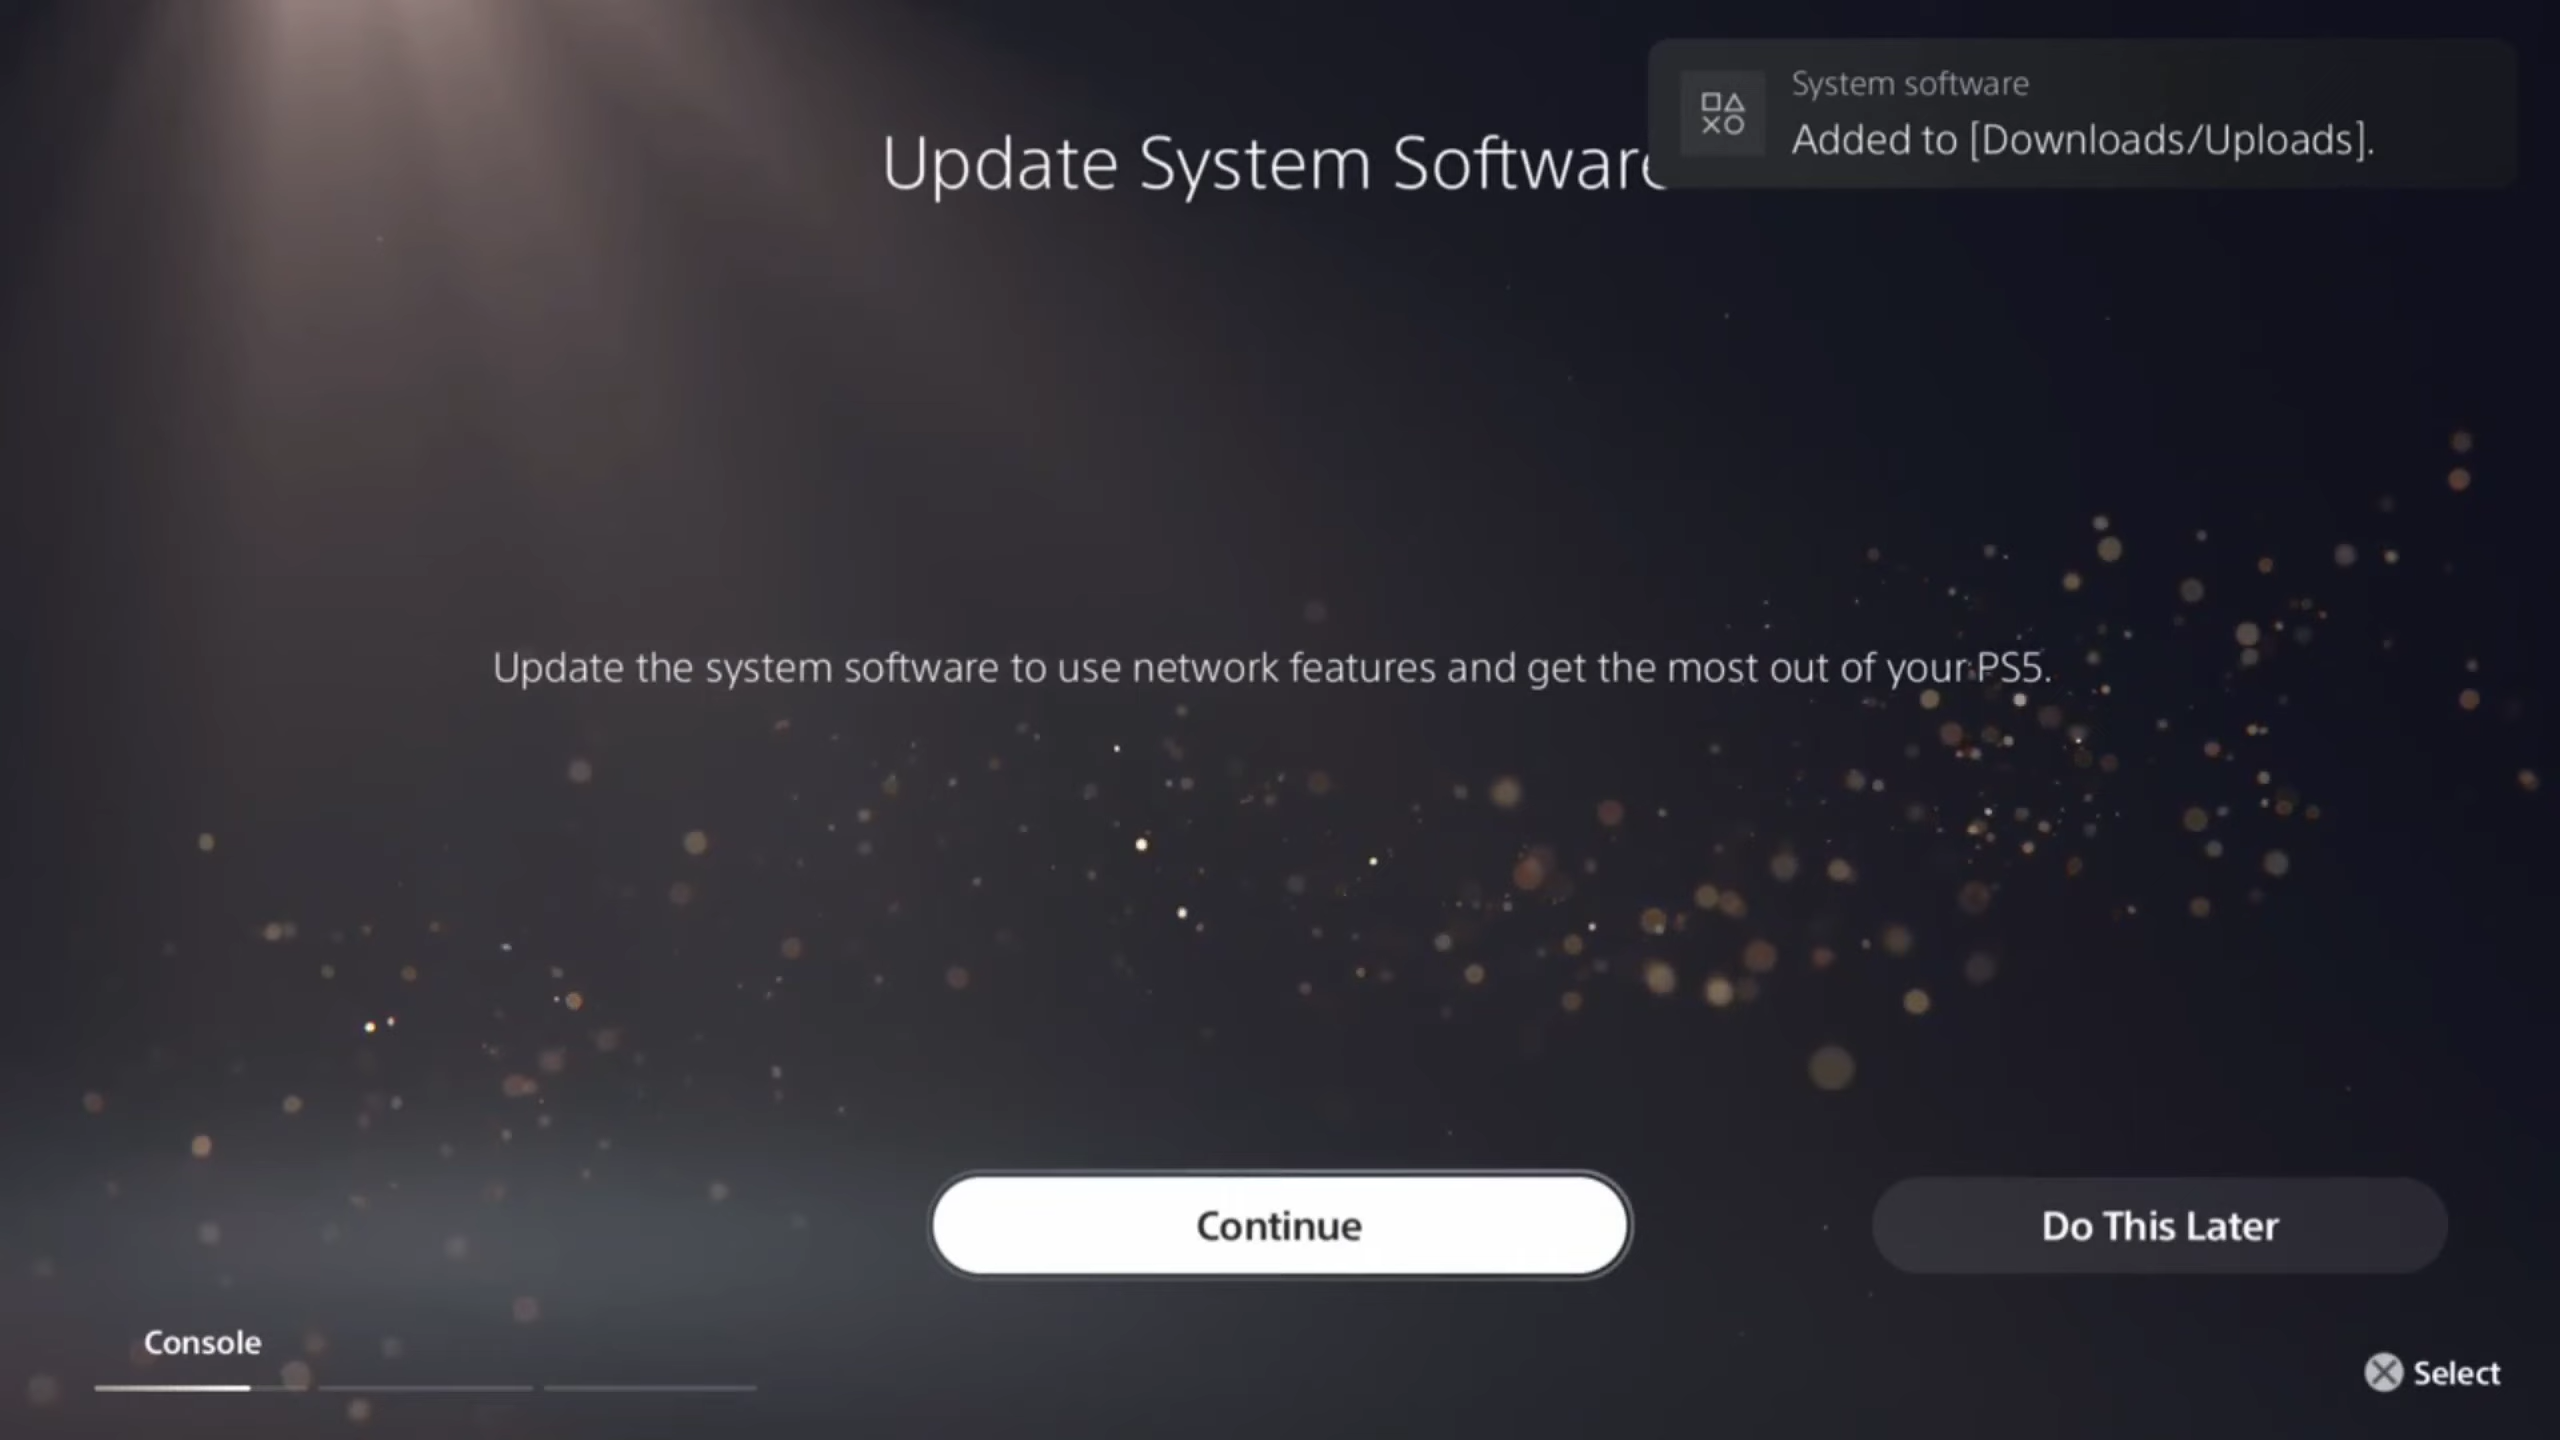 System software
Added to [Downloads/Uploads].
Update System Software
Update the system software to use network features and get the most out of your PS5.
Continue
Do This Later
Console
Select